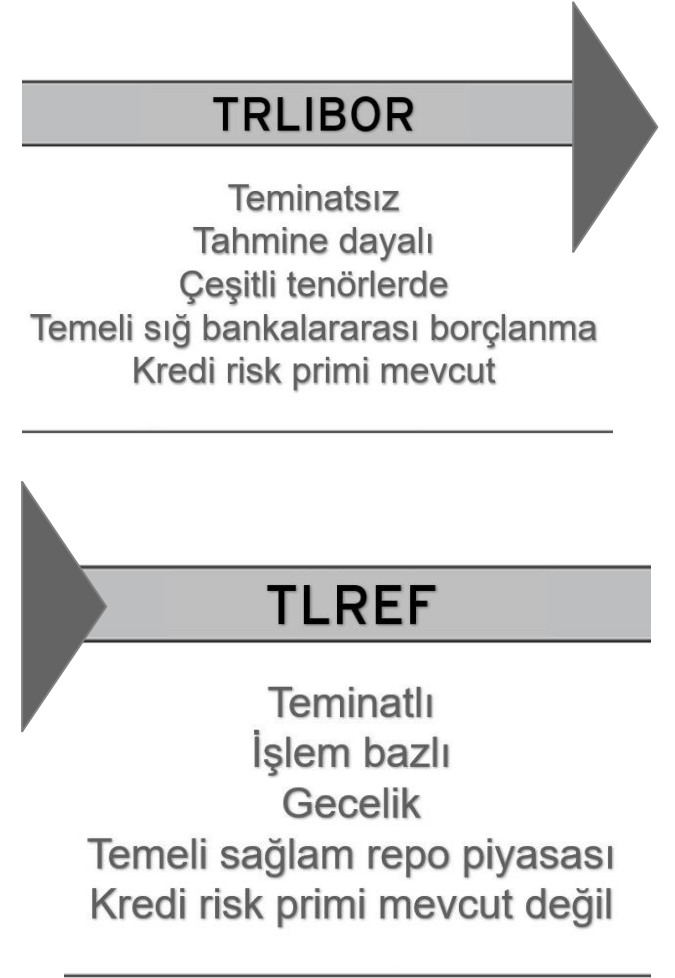 TRLIBOR
Teminatsız
Tahmine dayalı
Çeşitli tenörlerde
Temeli sığ bankalararası borçlanma
Kredi risk primi mevcut
TLREF
Teminatlı
İşlem bazlı
Gecelik
Temeli sağlam repo piyasası
Kredi risk primi mevcut değil